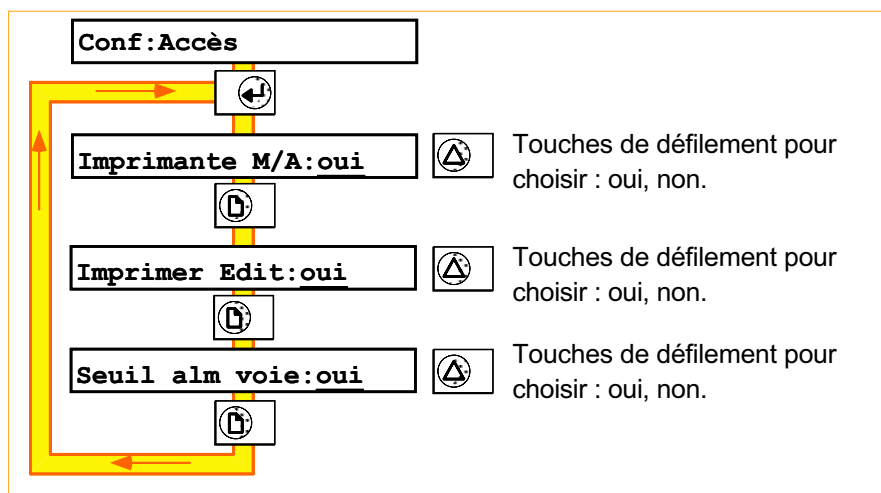 Conf:Accès
Imprimante M/A:oui
Touches de défilement pour
choisir : oui, non.
Imprimer Edit:oui
Touches de défilement pour
choisir : oui, non.
Seuil alm voie:oui
Touches de défilement pour
choisir : oui, non.